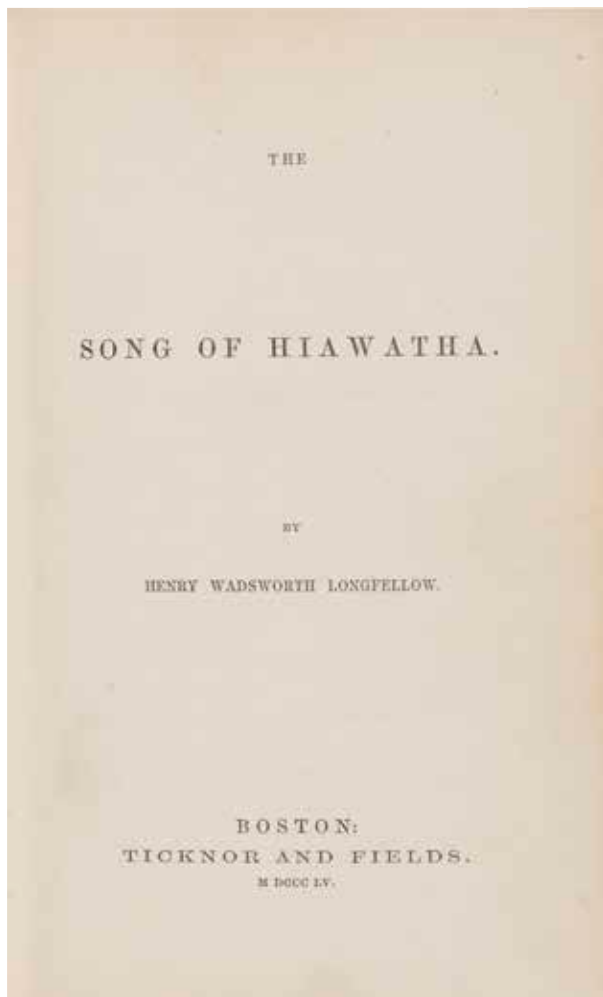 THE
SONG OF HIAWATHA.
BY
HENRY WADSWORTH LONGFELLOW.
BOSTON:
TICKNOR AND FIELDS.
M DCCC LV.